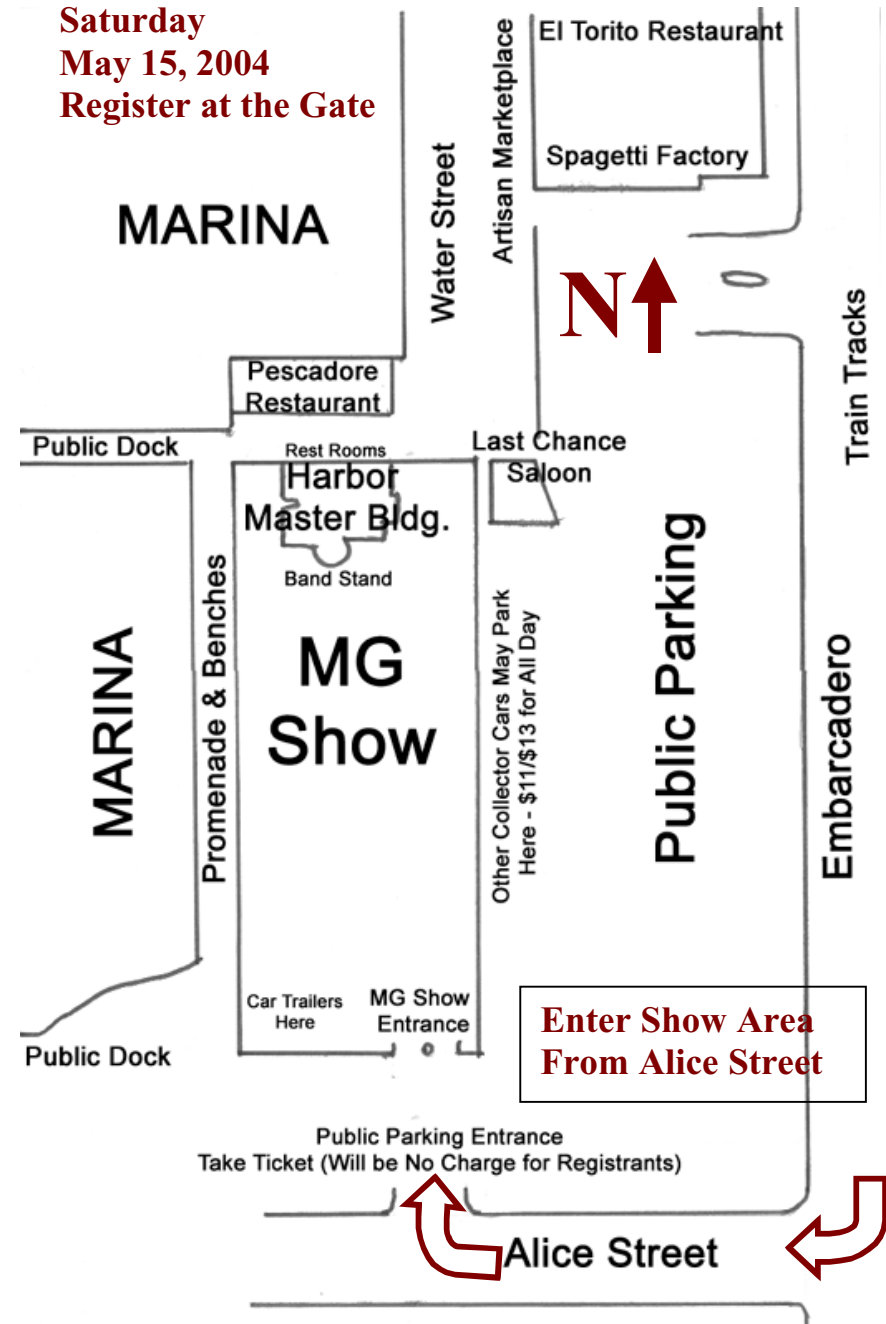 Saturday
May 15, 2004
Register at the Gate
El Torito Restaurant
Artisan Marketplace
Spagetti Factory
Water Street
MARINA
N
Train Tracks
Pescadore
Restaurant
Public Dock
Rest Rooms
Last Chance
Saloon
Harbor
Master Bldg.
Band Stand
MARINA
Promenade & Benches
MG
Show
Other Collector Cars May Park
Here - $11/$13 for All Day
Public Parking
Embarcadero
Car Trailers
Here
MG Show
Entrance
Enter Show Area
From Alice Street
Public Dock
Public Parking Entrance
Take Ticket (Will be No Charge for Registrants)
Alice Street